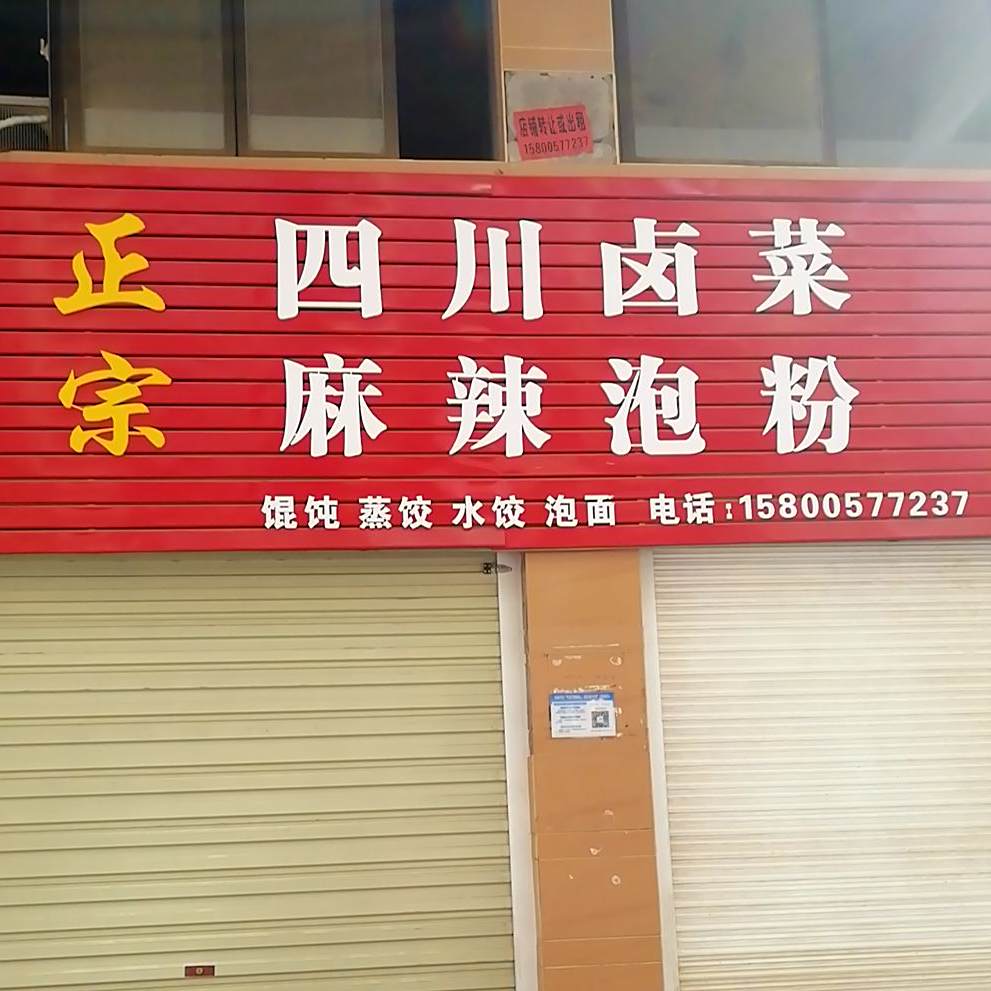 店铺转让或出租
15800577237
正宗
四川卤菜
麻辣泡粉
馄饨 蒸饺 水饺 泡面 电话:15800577237